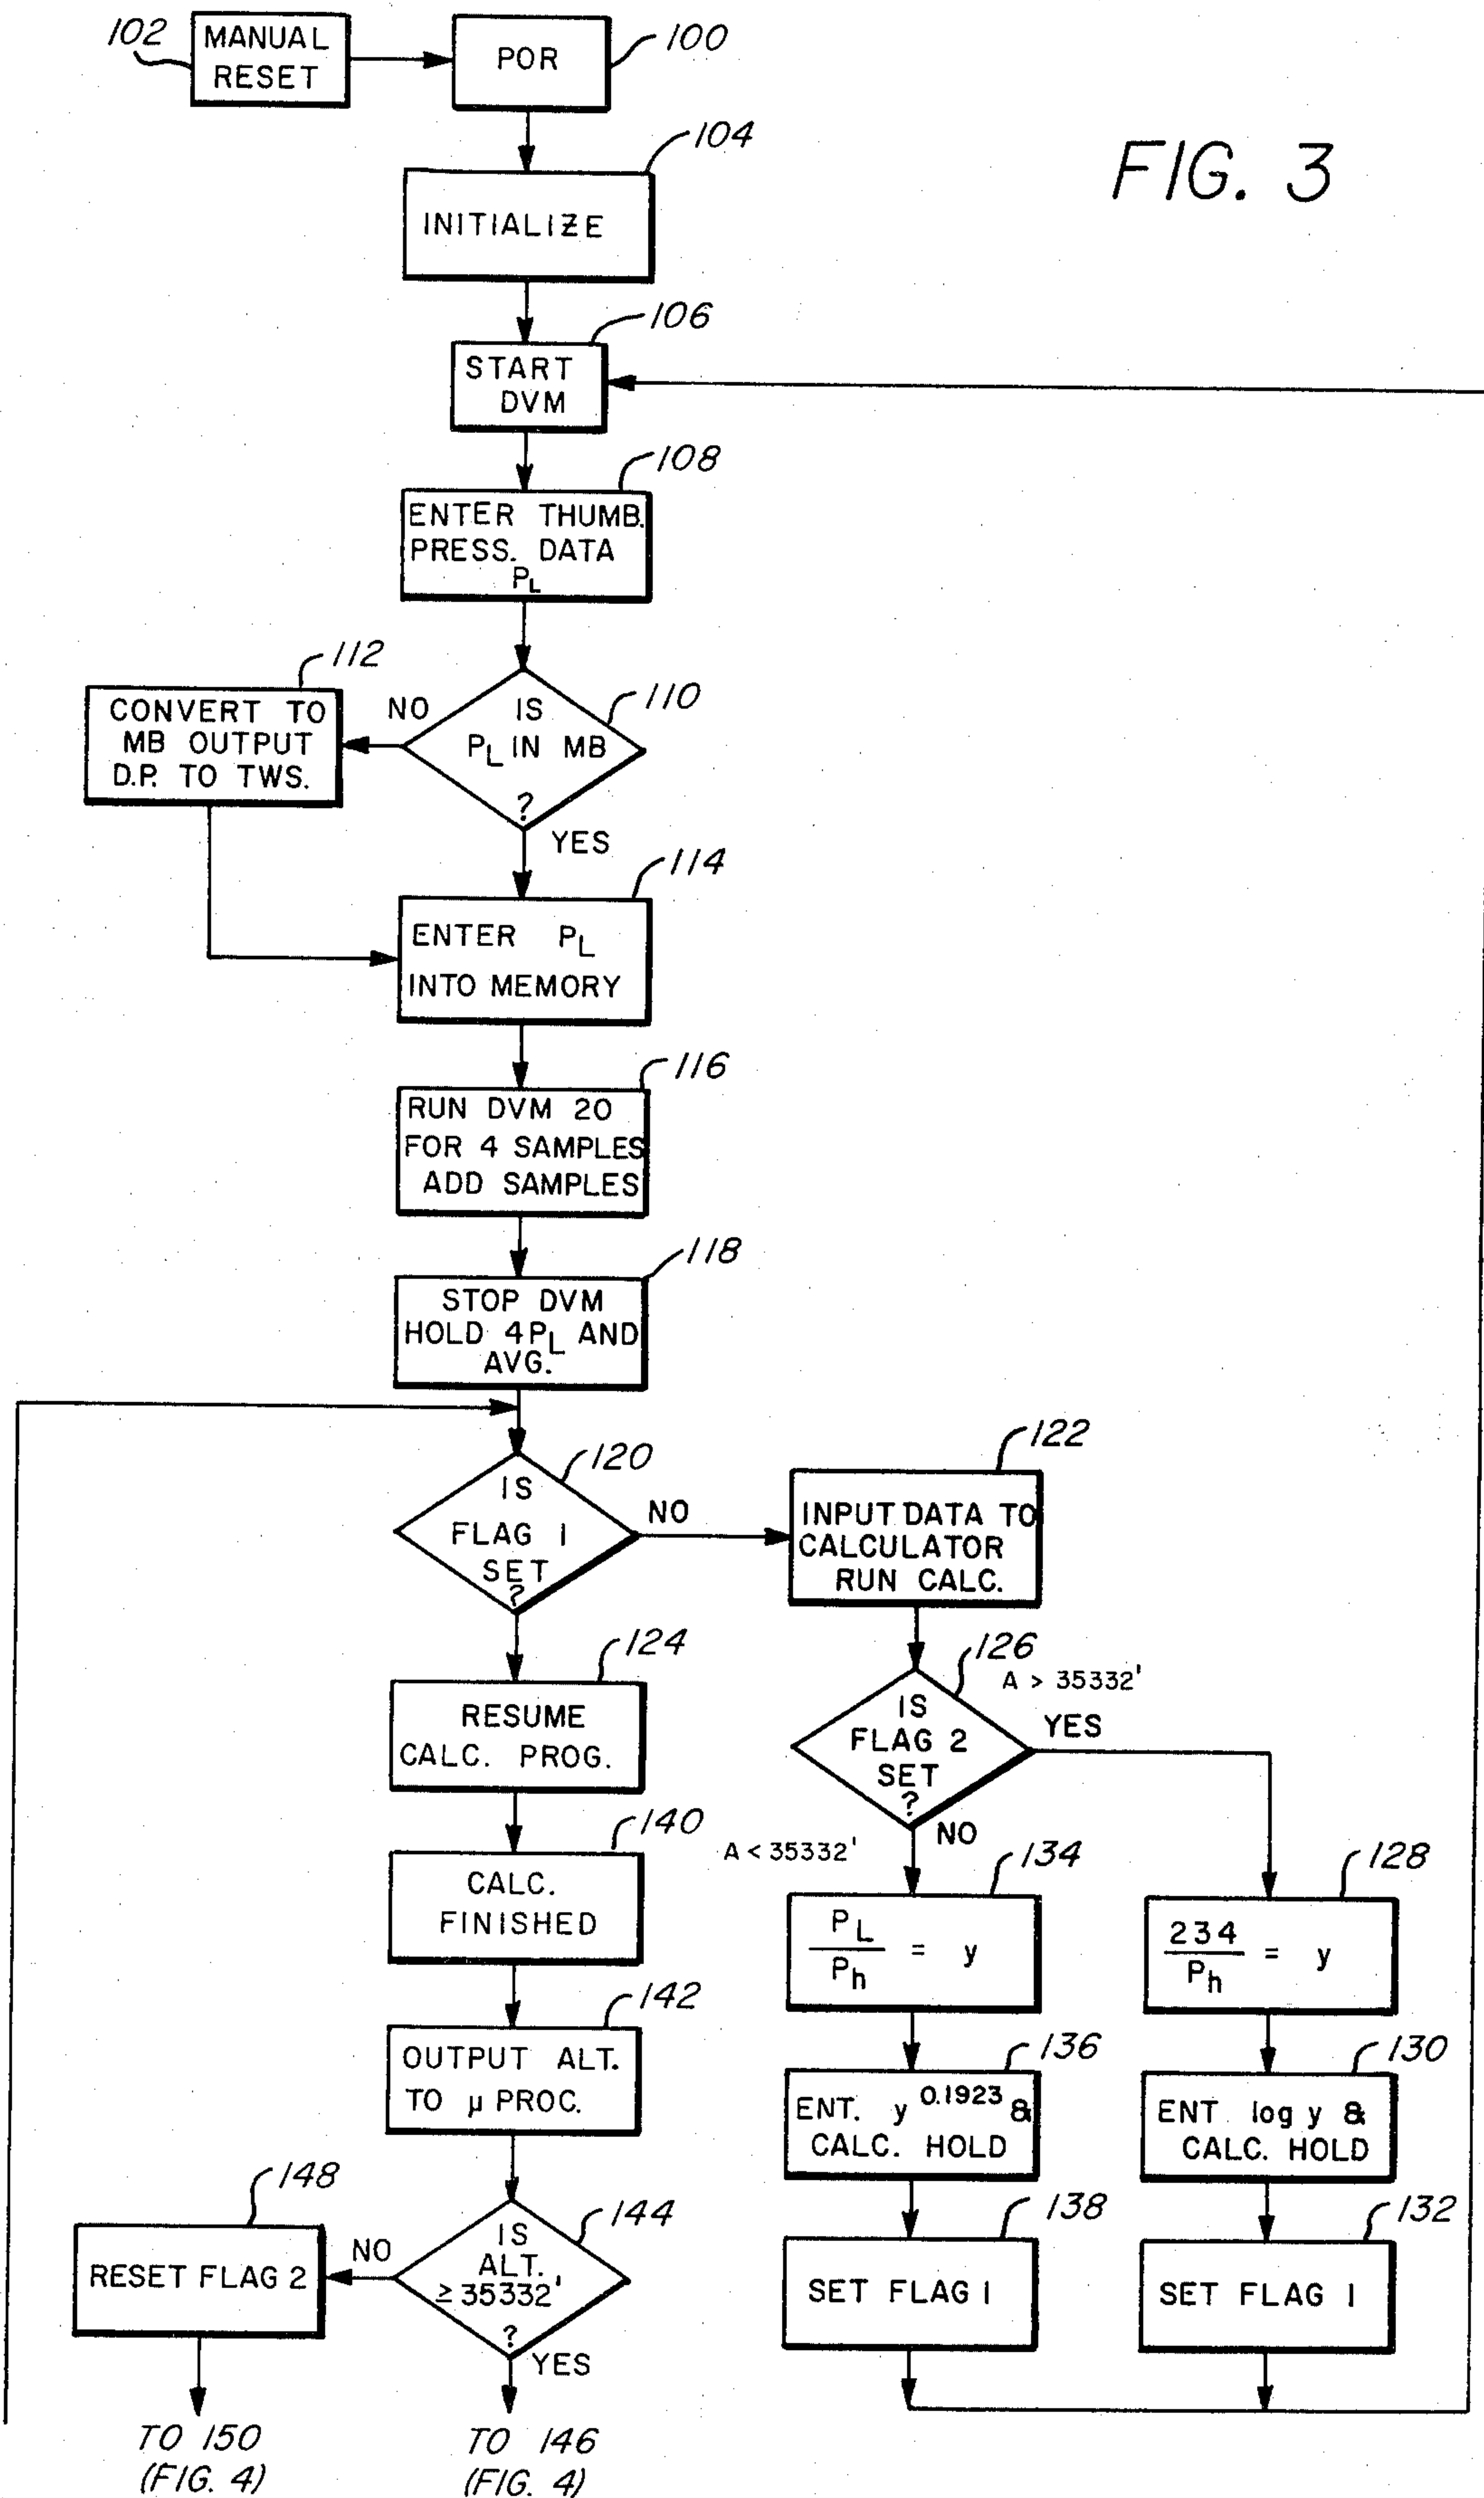 102
MANUAL
RESET
POR
100
FIG. 3
104
INITIALIZE
106
START
DVM
108
ENTER THUMB.
PRESS. DATA
PL
112
CONVERT TO
MB OUTPUT
D.P. TO TWS.
NO
IS
PL IN MB
?
110
YES
114
ENTER PL
INTO MEMORY
116
RUN DVM 20
FOR 4 SAMPLES
ADD SAMPLES
118
STOP DVM
HOLD 4PL AND
AVG.
120
IS
FLAG 1
SET
?
NO
122
INPUT DATA TO
CALCULATOR
RUN CALC.
124
RESUME
CALC. PROG.
126
A > 35332'
IS
FLAG 2
SET
?
YES
NO
A < 35332'
140
CALC.
FINISHED
134
PL
Ph
= y
128
234
Ph
= y
142
OUTPUT ALT.
TO µ PROC.
136
ENT. y 0.1923 &
CALC. HOLD
130
ENT log y &
CALC. HOLD
148
RESET FLAG 2
NO
144
IS
ALT.
≥ 35332'
?
YES
138
SET FLAG 1
132
SET FLAG 1
TO 150
(FIG. 4)
TO 146
(FIG. 4)